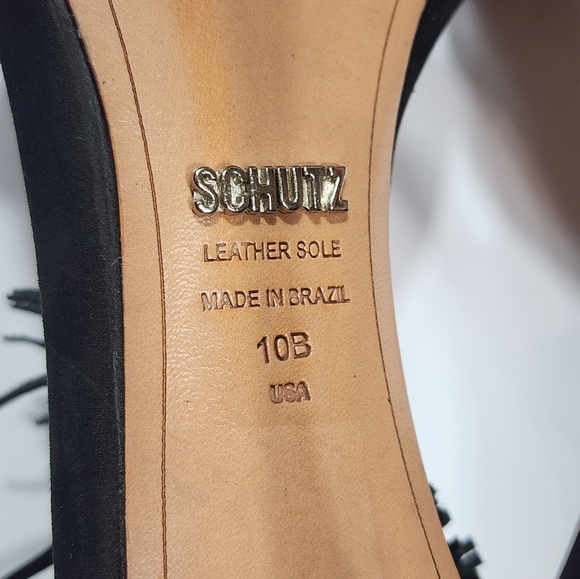 SCHUTZ
LEATHER SOLE
MADE IN BRAZIL
10B
USA